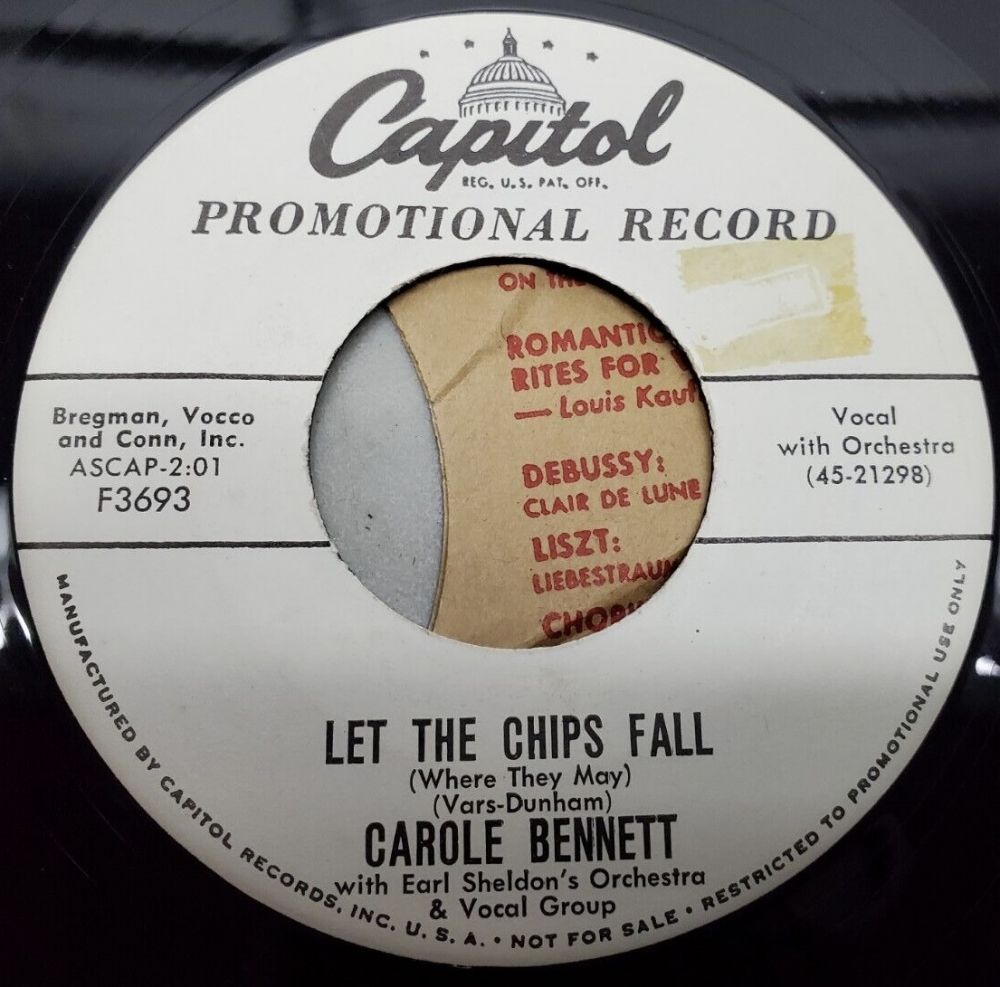 Capitol
REG. U.S. PAT. OFF.
PROMOTIONAL RECORD
ON
ROMANTIC
RITES FOR
— Louis
DEBUSSY:
CLAIR DE LUNE
LISZT:
Bregman, Vocco
and Conn, Inc.
ASCAP-2:01
F3693
Vocal
with Orchestra
(45-21298)
LET THE CHIPS FALL
(Where They May)
(Vars-Dunham)
CAROLE BENNETT
with Earl Sheldon's Orchestra
& Vocal Group
MANUFACTURED BY CAPITOL RECORDS, INC. U. S. A. • NOT FOR SALE • RESTRICTED TO PROMOTIONAL USE ONLY